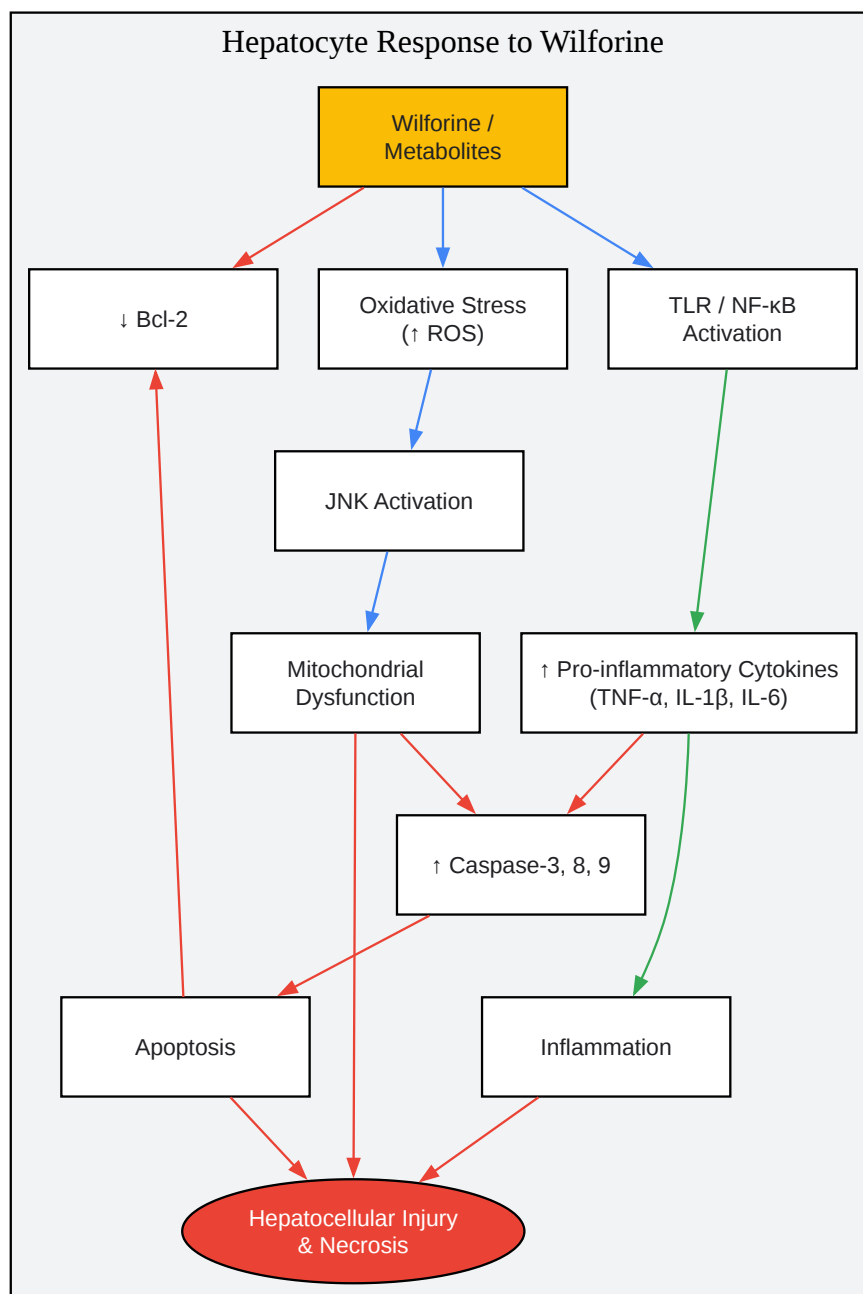 Hepatocyte Response to Wilforine
Wilforine /
Metabolites
↓ Bcl-2
Oxidative Stress
(↑ ROS)
TLR / NF-κB
Activation
JNK Activation
Mitochondrial
Dysfunction
↑ Pro-inflammatory Cytokines
(TNF-α, IL-1β, IL-6)
↑ Caspase-3, 8, 9
Apoptosis
Inflammation
Hepatocellular Injury
& Necrosis